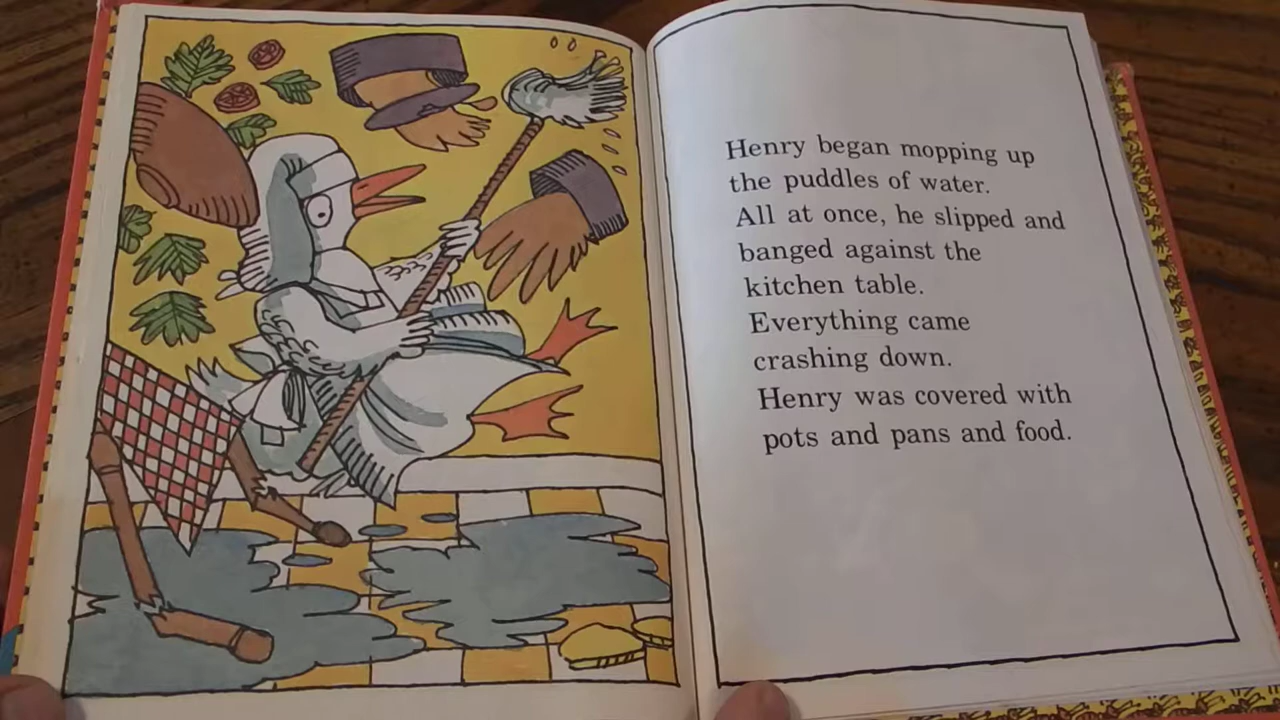 Henry began mopping up
the puddles of water.
All at once, he slipped and
banged against the
kitchen table.
Everything came
crashing down.
Henry was covered with
pots and pans and food.